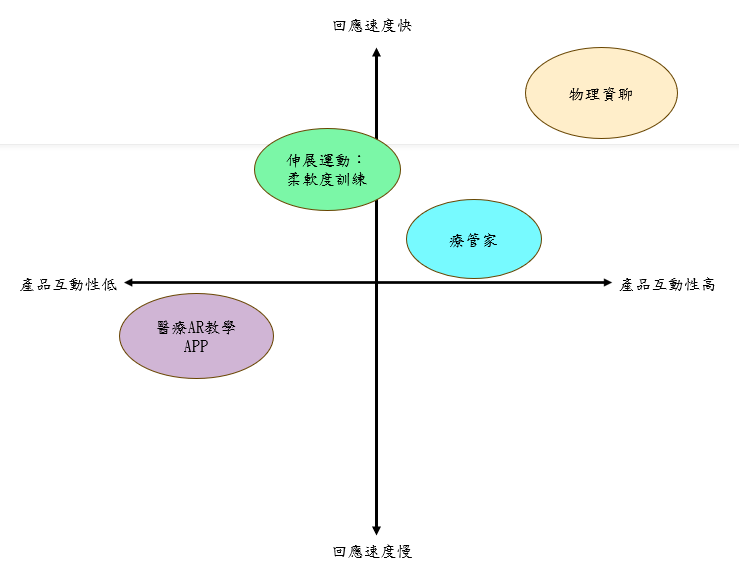 回應速度快
物理資聊
伸展運動：
柔軟度訓練
療管家
產品互動性低
產品互動性高
醫療AR教學
APP
回應速度慢